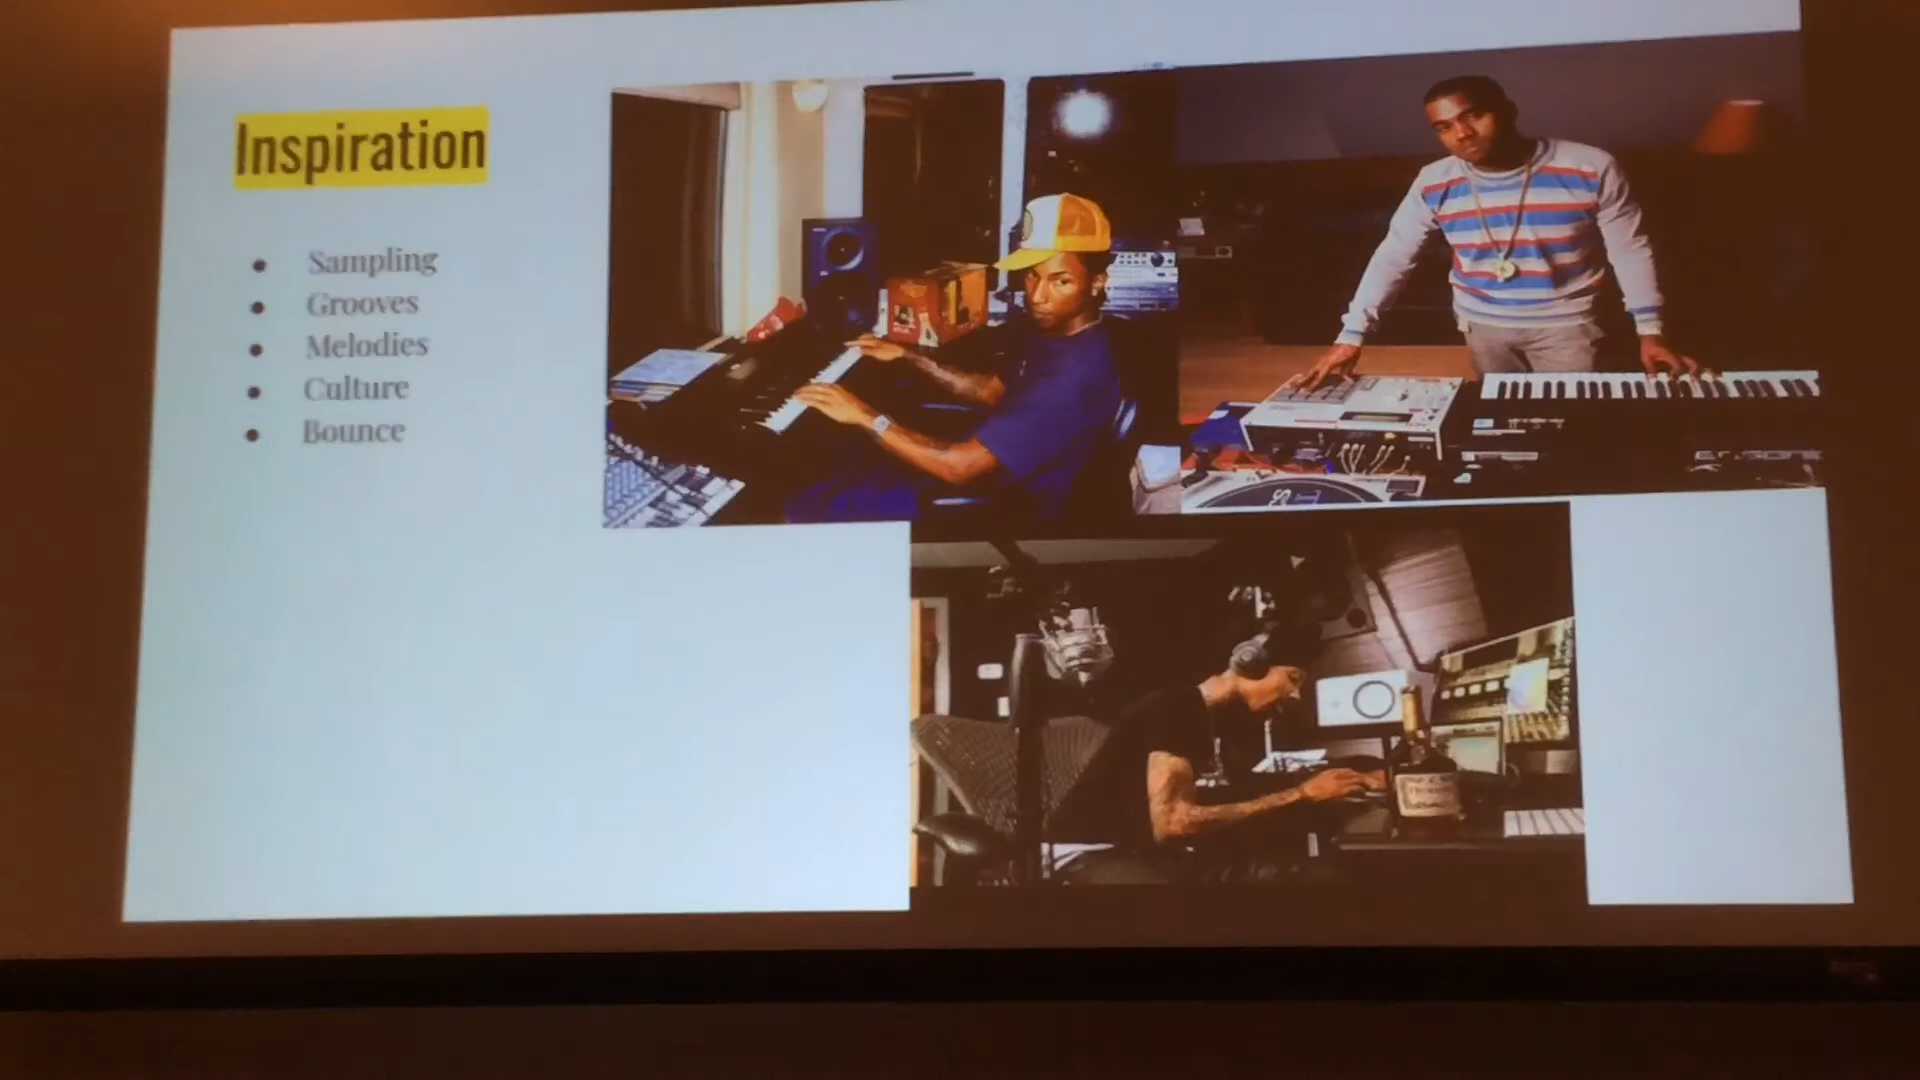 Inspiration
Sampling
Grooves
Melodies
Culture
Bounce